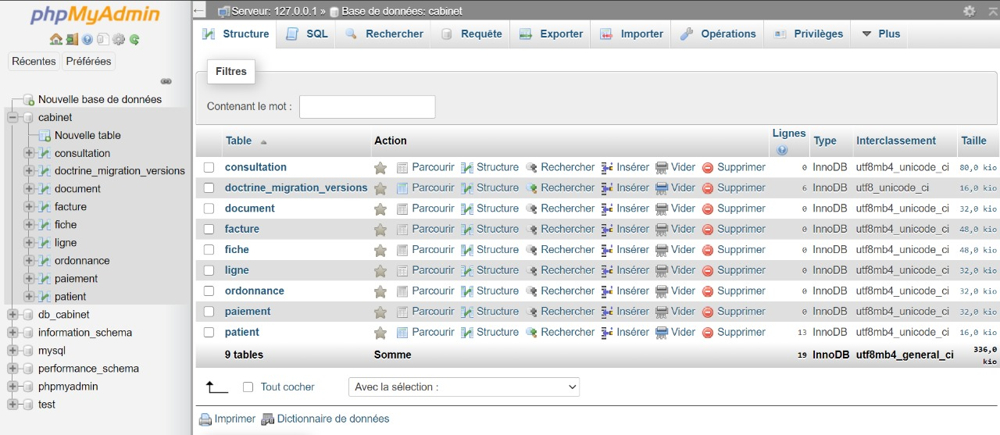 phpMyAdmin
Récentes Préférées
Nouvelle base de données
cabinet
Nouvelle table
consultation
doctrine_migration_versions
document
facture
fiche
ligne
ordonnance
paiement
patient
db_cabinet
information_schema
mysql
performance_schema
phpmyadmin
test
Serveur: 127.0.0.1 » Base de données: cabinet
Structure SQL Rechercher Requête Exporter Importer Opérations Privilèges Plus
Filtres
Contenant le mot :
Table Action Lignes Type Interclassement Taille
consultation Parcourir Structure Rechercher Insérer Vider Supprimer 0 InnoDB utf8mb4_unicode_ci 80,0 kio
doctrine_migration_versions Parcourir Structure Rechercher Insérer Vider Supprimer 6 InnoDB utf8_unicode_ci 16,0 kio
document Parcourir Structure Rechercher Insérer Vider Supprimer 0 InnoDB utf8mb4_unicode_ci 32,0 kio
facture Parcourir Structure Rechercher Insérer Vider Supprimer 0 InnoDB utf8mb4_unicode_ci 48,0 kio
fiche Parcourir Structure Rechercher Insérer Vider Supprimer 0 InnoDB utf8mb4_unicode_ci 48,0 kio
ligne Parcourir Structure Rechercher Insérer Vider Supprimer 0 InnoDB utf8mb4_unicode_ci 32,0 kio
ordonnance Parcourir Structure Rechercher Insérer Vider Supprimer 0 InnoDB utf8mb4_unicode_ci 32,0 kio
paiement Parcourir Structure Rechercher Insérer Vider Supprimer 0 InnoDB utf8mb4_unicode_ci 32,0 kio
patient Parcourir Structure Rechercher Insérer Vider Supprimer 13 InnoDB utf8mb4_unicode_ci 16,0 kio
9 tables Somme 19 InnoDB utf8mb4_general_ci 336,0 kio
Tout cocher Avec la sélection :
Imprimer Dictionnaire de données